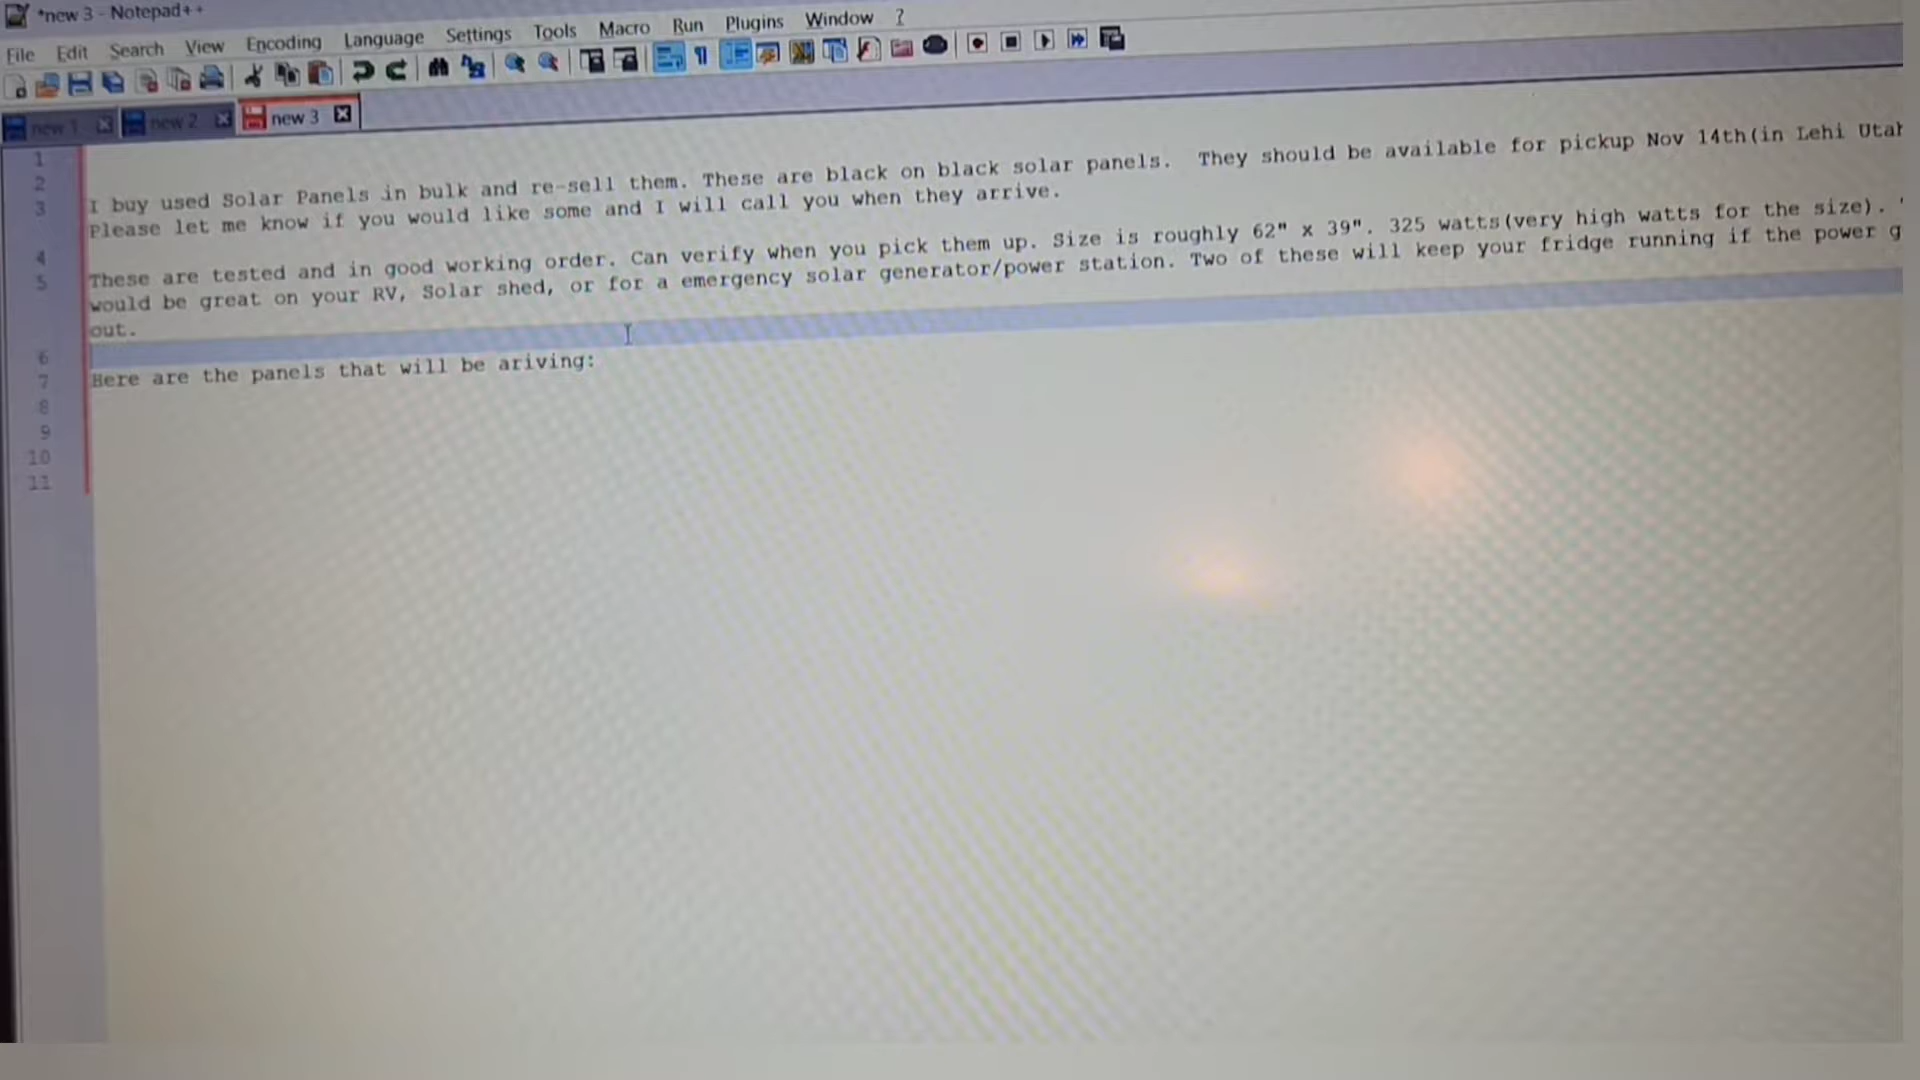 *new 3 - Notepad++
File Edit Search View Encoding Language Settings Tools Macro Run Plugins Window ?
new 1 new 2 new 3
1
2
3
4
5
6
7
8
9
10
11
I buy used Solar Panels in bulk and re-sell them. These are black on black solar panels. They should be available for pickup Nov 14th(in Lehi Utah
Please let me know if you would like some and I will call you when they arrive.
These are tested and in good working order. Can verify when you pick them up. Size is roughly 62" x 39". 325 watts(very high watts for the size).
would be great on your RV, Solar shed, or for a emergency solar generator/power station. Two of these will keep your fridge running if the power g
out.
Here are the panels that will be ariving: